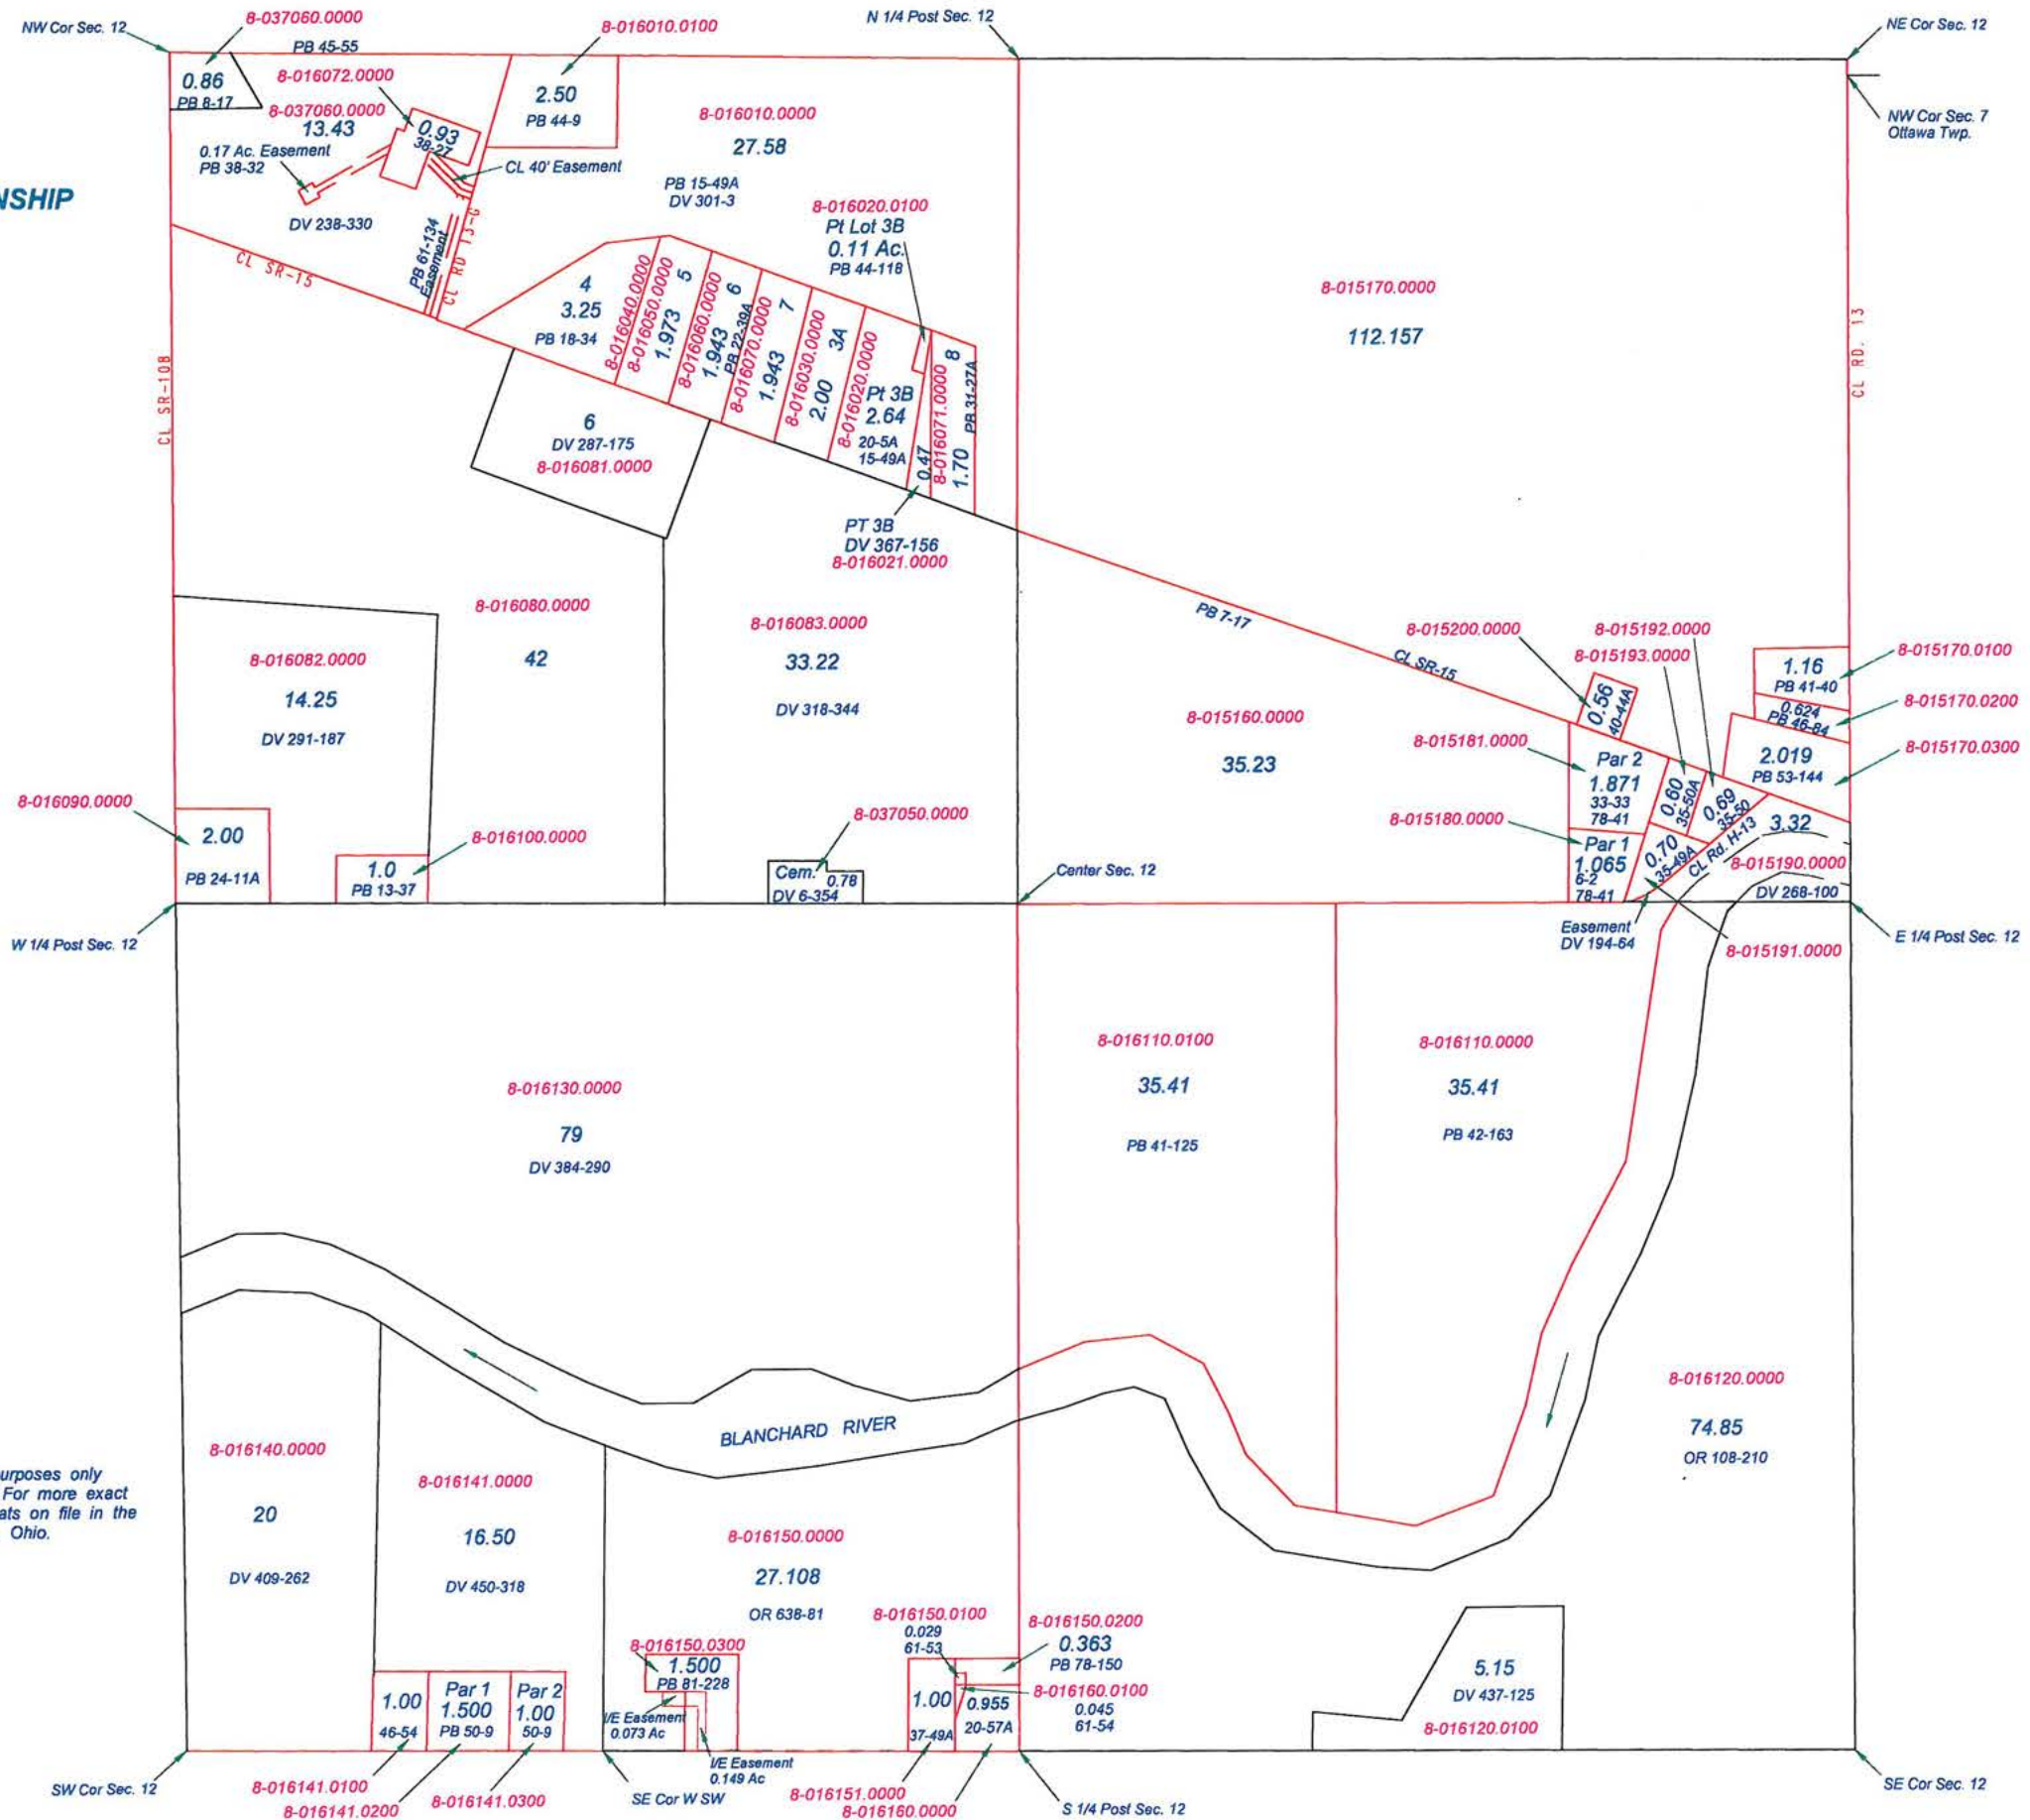 8-037060.0000
NW Cor Sec. 12
N 1/4 Post Sec. 12
NE Cor Sec. 12
8-016010.0100
PB 45-55
0.86
PB 8-17
8-016072.0000
8-037060.0000
13.43
0.93
38-27
2.50
PB 44-9
8-016010.0000
27.58
NW Cor Sec. 7
Ottawa Twp.
0.17 Ac. Easement
PB 38-32
CL 40' Easement
PB 15-49A
DV 301-3
NSHIP
DV 238-330
PB 61-134
Easement
CL RD 13-G
8-016020.0100
Pt Lot 3B
0.11 Ac.
PB 44-118
CL SR-15
CL SR-108
4
3.25
PB 18-34
8-016040.0000
8-016050.0000
1.973 5
8-016060.0000
1.943 6
PB 22-39A
8-016070.0000
1.943 7
8-016030.0000
2.00 3A
8-016020.0000
Pt 3B
2.64
20-5A
15-49A
0.47
8-016071.0000
1.70 8
PB 31-27A
8-015170.0000
112.157
CL RD. 13
6
DV 287-175
8-016081.0000
PT 3B
DV 367-156
8-016021.0000
8-016080.0000
42
8-016083.0000
33.22
DV 318-344
PB 7-17
CL SR-15
8-016082.0000
14.25
DV 291-187
8-015200.0000
8-015192.0000
8-015193.0000
0.56
40-44A
1.16
PB 41-40
8-015170.0100
0.624
PB 46-84
8-015170.0200
2.019
PB 53-144
8-015170.0300
8-015160.0000
35.23
8-015181.0000
Par 2
1.871
33-33
78-41
0.60
35-50A
0.69
35-50
8-015180.0000
Par 1
1.065
6-2
78-41
0.70
35-49A
CL Rd. H-13
3.32
8-015190.0000
DV 268-100
8-016090.0000
2.00
PB 24-11A
1.0
PB 13-37
8-016100.0000
8-037050.0000
Cem. 0.78
DV 6-354
Center Sec. 12
W 1/4 Post Sec. 12
Easement
DV 194-64
8-015191.0000
E 1/4 Post Sec. 12
8-016130.0000
79
DV 384-290
8-016110.0100
35.41
PB 41-125
8-016110.0000
35.41
PB 42-163
BLANCHARD RIVER
8-016120.0000
74.85
OR 108-210
urposes only
For more exact
ats on file in the
Ohio.
8-016140.0000
20
DV 409-262
8-016141.0000
16.50
DV 450-318
8-016150.0000
27.108
OR 638-81
8-016150.0100
0.029
61-53
8-016150.0200
0.363
PB 78-150
8-016150.0300
1.500
PB 81-228
I/E Easement
0.073 Ac
I/E Easement
0.149 Ac
1.00
46-54
Par 1
1.500
PB 50-9
Par 2
1.00
50-9
1.00
37-49A
0.955
20-57A
8-016160.0100
0.045
61-54
5.15
DV 437-125
8-016120.0100
SW Cor Sec. 12
8-016141.0100
8-016141.0200
8-016141.0300
SE Cor W SW
8-016151.0000
8-016160.0000
S 1/4 Post Sec. 12
SE Cor Sec. 12